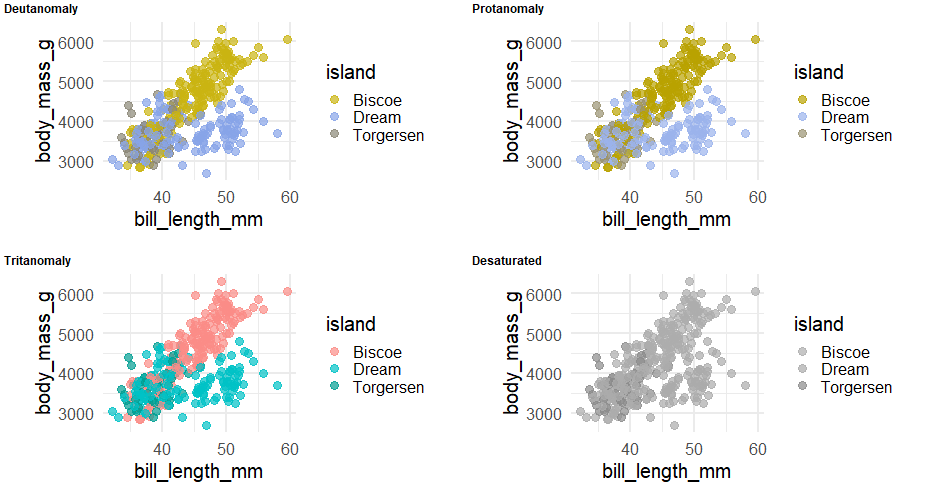 Deutanomaly
body_mass_g
6000
5000
4000
3000
40 50 60
bill_length_mm
island
Biscoe
Dream
Torgersen
Protanomaly
body_mass_g
6000
5000
4000
3000
40 50 60
bill_length_mm
island
Biscoe
Dream
Torgersen
Tritanomaly
body_mass_g
6000
5000
4000
3000
40 50 60
bill_length_mm
island
Biscoe
Dream
Torgersen
Desaturated
body_mass_g
6000
5000
4000
3000
40 50 60
bill_length_mm
island
Biscoe
Dream
Torgersen